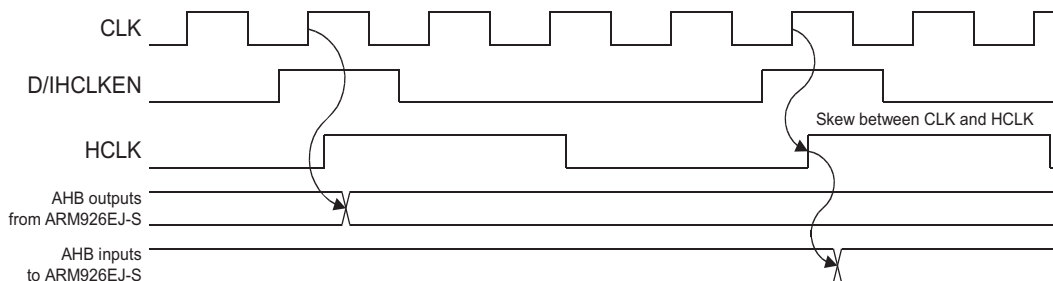 CLK
D/IHCLKEN
Skew between CLK and HCLK
HCLK
AHB outputs
from ARM926EJ-S
AHB inputs
to ARM926EJ-S